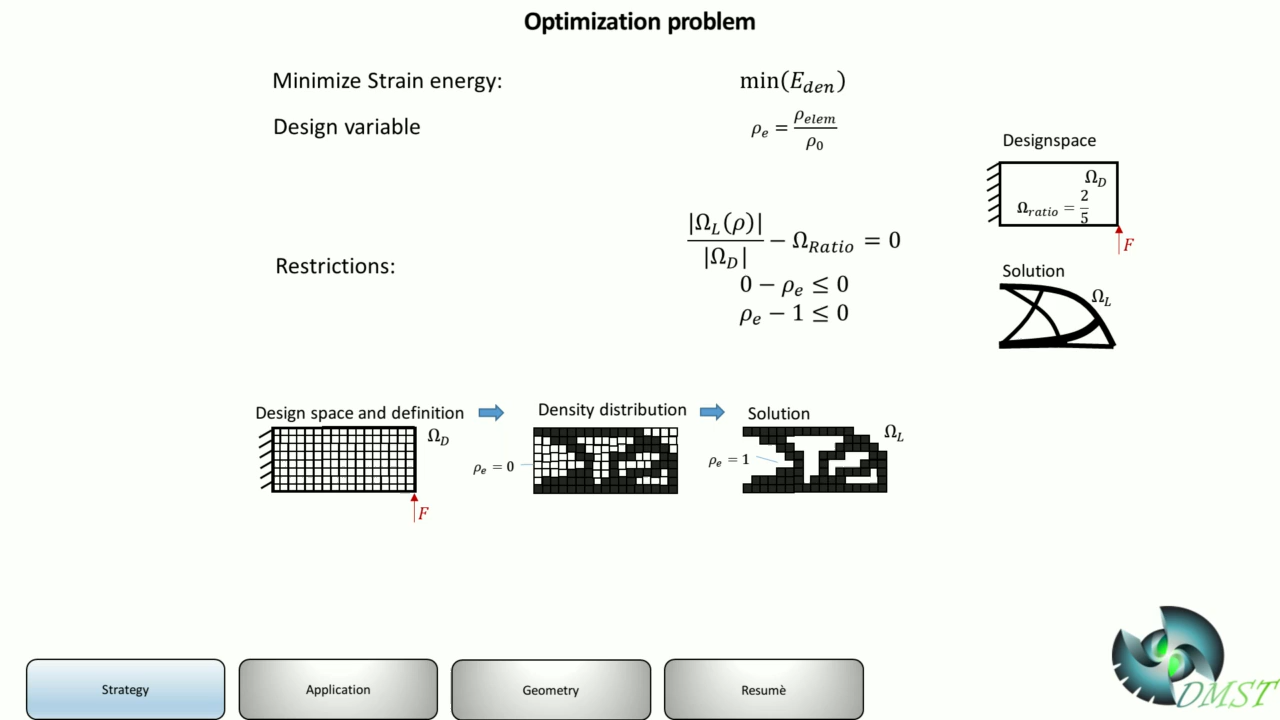 Optimization problem
Minimize Strain energy: min(E_den)
Design variable ρ_e = ρ_elem / ρ_0
Designspace
Ω_D
Ω_ratio = 2/5
F
Restrictions: |Ω_L(ρ)| / |Ω_D| − Ω_Ratio = 0
0 − ρ_e ≤ 0
ρ_e − 1 ≤ 0
Solution
Ω_L
Design space and definition
Density distribution
Solution
Ω_D
ρ_e = 0
ρ_e = 1
Ω_L
F
Strategy
Application
Geometry
Resumè
DMST